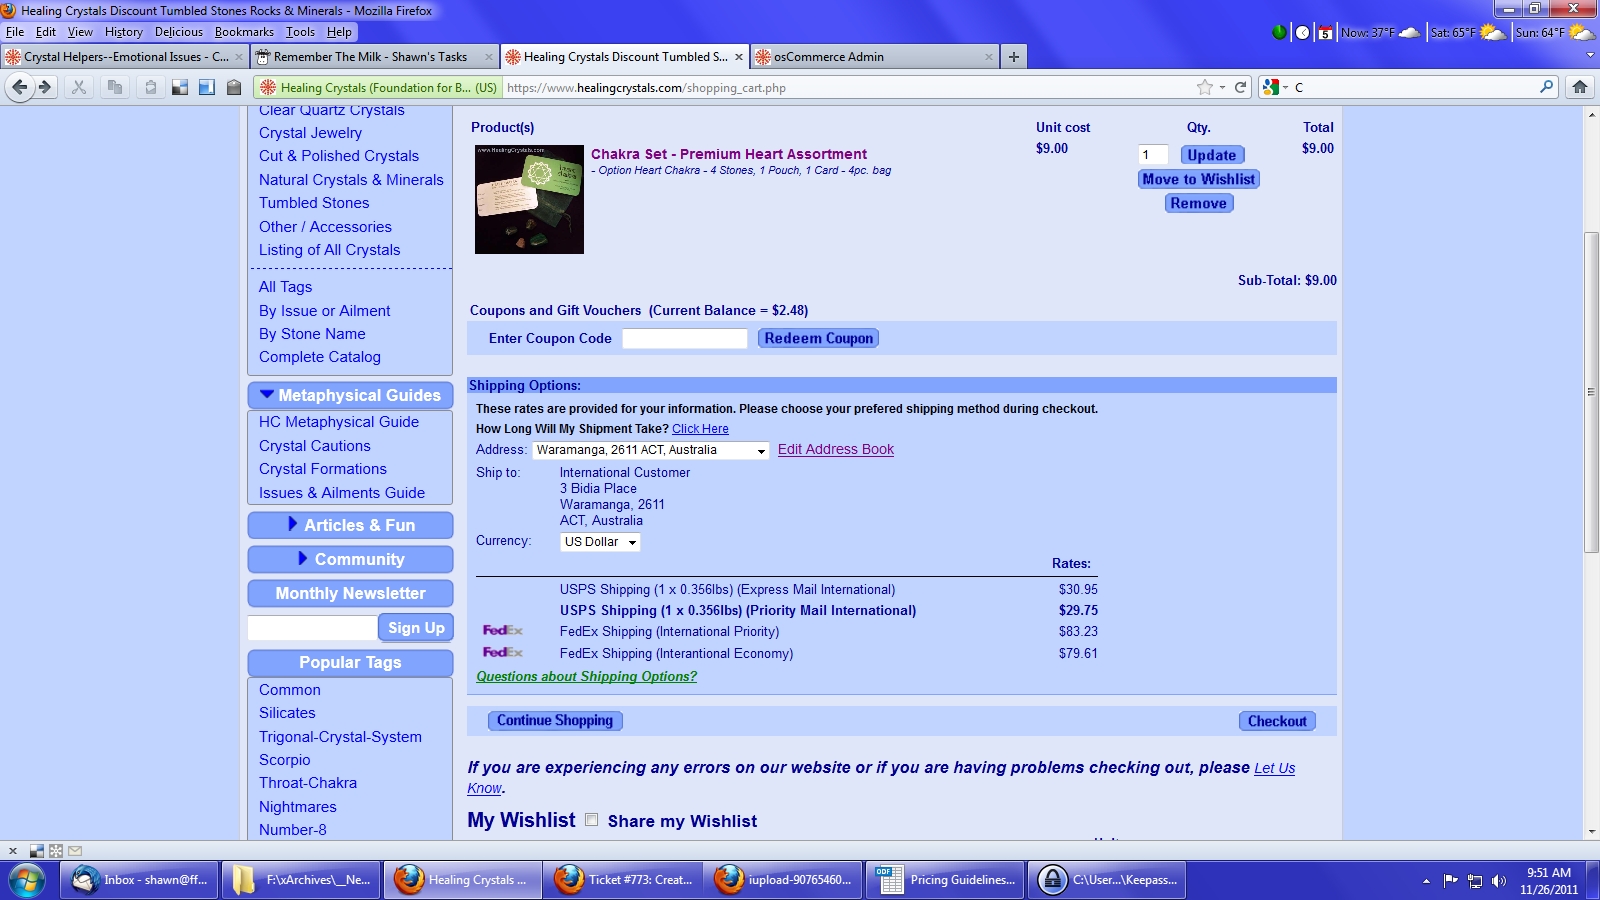 Healing Crystals Discount Tumbled Stones Rocks & Minerals - Mozilla Firefox
File Edit View History Delicious Bookmarks Tools Help
Now: 37°F Sat: 65°F Sun: 64°F
Crystal Helpers--Emotional Issues - C...
Remember The Milk - Shawn's Tasks
Healing Crystals Discount Tumbled S...
osCommerce Admin
Healing Crystals (Foundation for B... (US)
https://www.healingcrystals.com/shopping_cart.php
C
Clear Quartz Crystals
Crystal Jewelry
Cut & Polished Crystals
Natural Crystals & Minerals
Tumbled Stones
Other / Accessories
Listing of All Crystals
All Tags
By Issue or Ailment
By Stone Name
Complete Catalog
Metaphysical Guides
HC Metaphysical Guide
Crystal Cautions
Crystal Formations
Issues & Ailments Guide
Articles & Fun
Community
Monthly Newsletter
Sign Up
Popular Tags
Common
Silicates
Trigonal-Crystal-System
Scorpio
Throat-Chakra
Nightmares
Number-8
Product(s) Unit cost Qty. Total
www.HealingCrystals.com
Chakra Set - Premium Heart Assortment
- Option Heart Chakra - 4 Stones, 1 Pouch, 1 Card - 4pc. bag
$9.00 1 Update $9.00
Move to Wishlist
Remove
Sub-Total: $9.00
Coupons and Gift Vouchers (Current Balance = $2.48)
Enter Coupon Code Redeem Coupon
Shipping Options:
These rates are provided for your information. Please choose your prefered shipping method during checkout.
How Long Will My Shipment Take? Click Here
Address: Waramanga, 2611 ACT, Australia Edit Address Book
Ship to: International Customer
3 Bidia Place
Waramanga, 2611
ACT, Australia
Currency: US Dollar
Rates:
USPS Shipping (1 x 0.356lbs) (Express Mail International) $30.95
USPS Shipping (1 x 0.356lbs) (Priority Mail International) $29.75
FedEx FedEx Shipping (International Priority) $83.23
FedEx FedEx Shipping (Interantional Economy) $79.61
Questions about Shipping Options?
Continue Shopping Checkout
If you are experiencing any errors on our website or if you are having problems checking out, please Let Us
Know.
My Wishlist Share my Wishlist
Inbox - shawn@ff...
F:\xArchives\__Ne...
Healing Crystals ...
Ticket #773: Creat...
iupload-90765460...
ODF
Pricing Guidelines...
C:\User...\Keepass...
9:51 AM
11/26/2011